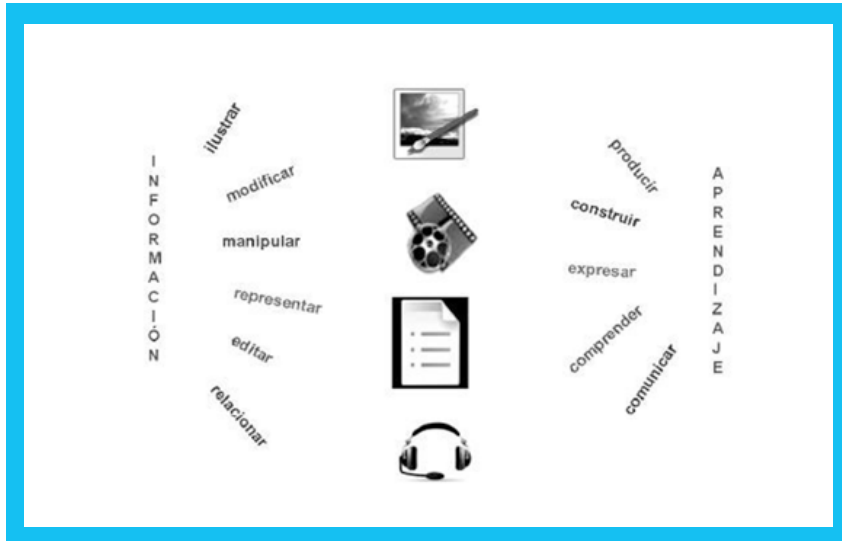 INFORMACIÓN
ilustrar
modificar
manipular
representar
editar
relacionar
producir
construir
expresar
comprender
comunicar
APRENDIZAJE